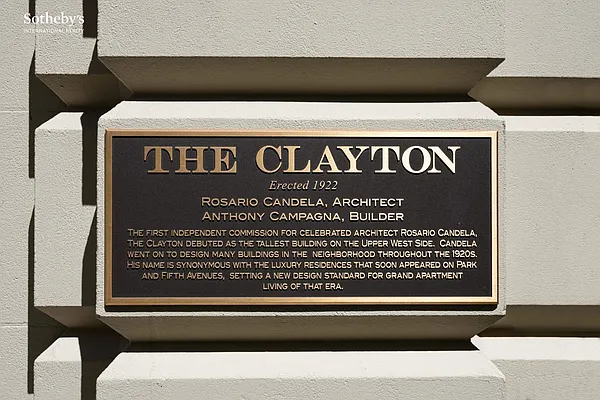 Sotheby's
INTERNATIONAL REALTY
THE CLAYTON
Erected 1922
ROSARIO CANDELA, ARCHITECT
ANTHONY CAMPAGNA, BUILDER
THE FIRST INDEPENDENT COMMISSION FOR CELEBRATED ARCHITECT ROSARIO CANDELA,
THE CLAYTON DEBUTED AS THE TALLEST BUILDING ON THE UPPER WEST SIDE. CANDELA
WENT ON TO DESIGN MANY BUILDINGS IN THE NEIGHBORHOOD THROUGHOUT THE 1920S.
HIS NAME IS SYNONYMOUS WITH THE LUXURY RESIDENCES THAT SOON APPEARED ON PARK
AND FIFTH AVENUES, SETTING A NEW DESIGN STANDARD FOR GRAND APARTMENT
LIVING OF THAT ERA.